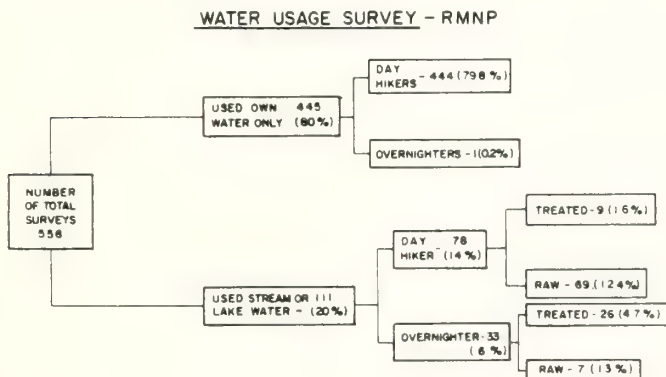 WATER USAGE SURVEY - RMNP
DAY
HIKERS - 444 (79.8%)
USED OWN 445
WATER ONLY (80%)
OVERNIGHTERS - 1 (0.2%)
NUMBER
OF TOTAL
SURVEYS
556
TREATED - 9 (1.6%)
DAY 78
HIKER - (14%)
RAW - 69 (12.4%)
USED STREAM OR 111
LAKE WATER - (20%)
TREATED - 26 (4.7%)
OVERNIGHTER - 33
(6%)
RAW - 7 (1.3%)